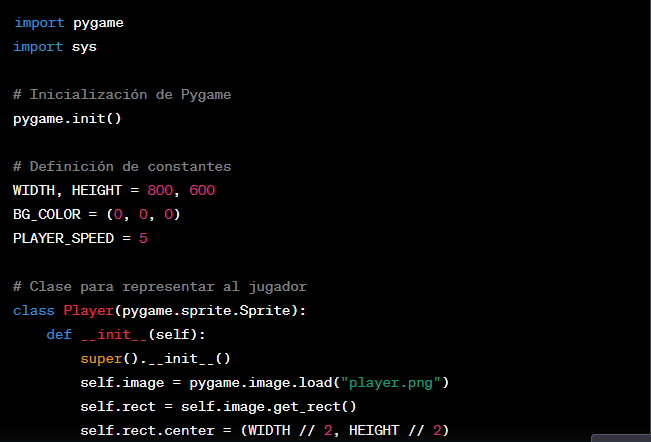 import pygame
import sys
# Inicialización de Pygame
pygame.init()
# Definición de constantes
WIDTH, HEIGHT = 800, 600
BG_COLOR = (0, 0, 0)
PLAYER_SPEED = 5
# Clase para representar al jugador
class Player(pygame.sprite.Sprite):
    def __init__(self):
        super().__init__()
        self.image = pygame.image.load("player.png")
        self.rect = self.image.get_rect()
        self.rect.center = (WIDTH // 2, HEIGHT // 2)